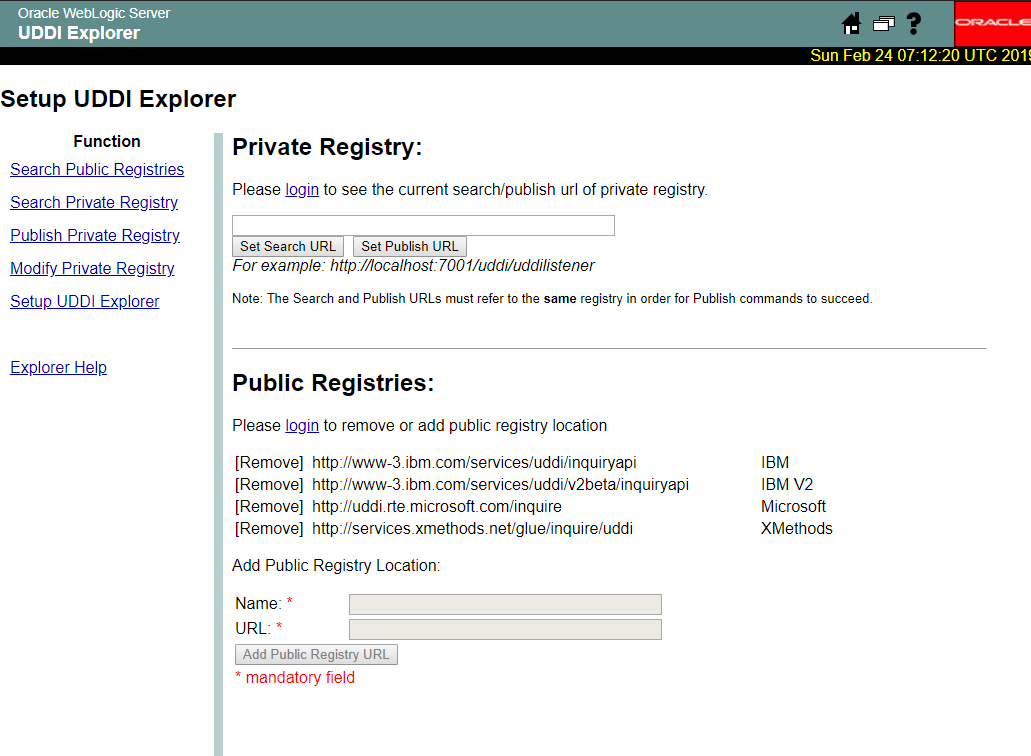 Oracle WebLogic Server
UDDI Explorer
ORACLE
Sun Feb 24 07:12:20 UTC 2019
Setup UDDI Explorer
Function
Search Public Registries
Search Private Registry
Publish Private Registry
Modify Private Registry
Setup UDDI Explorer
Explorer Help
Private Registry:
Please login to see the current search/publish url of private registry.
Set Search URL Set Publish URL
For example: http://localhost:7001/uddi/uddilistener
Note: The Search and Publish URLs must refer to the same registry in order for Publish commands to succeed.
Public Registries:
Please login to remove or add public registry location
[Remove] http://www-3.ibm.com/services/uddi/inquiryapi IBM
[Remove] http://www-3.ibm.com/services/uddi/v2beta/inquiryapi IBM V2
[Remove] http://uddi.rte.microsoft.com/inquire Microsoft
[Remove] http://services.xmethods.net/glue/inquire/uddi XMethods
Add Public Registry Location:
Name: *
URL: *
Add Public Registry URL
* mandatory field